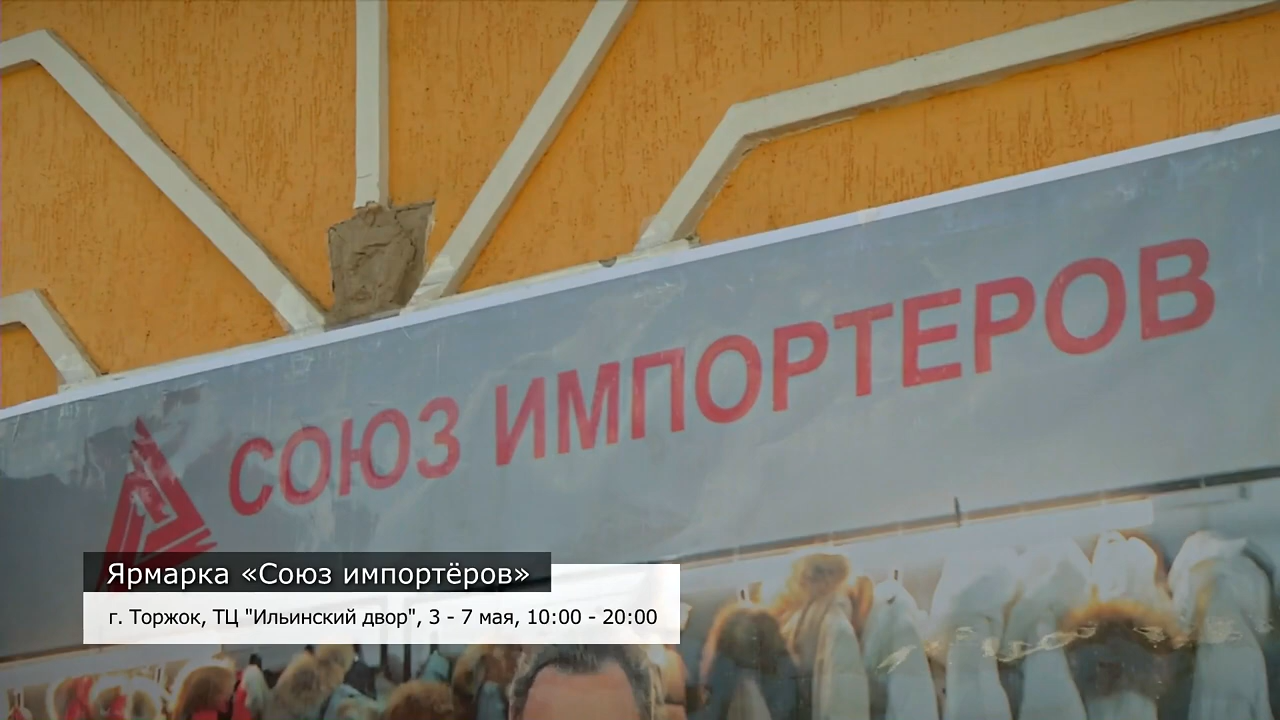 СОЮЗ ИМПОРТЕРОВ
Ярмарка «Союз импортёров»
г. Торжок, ТЦ "Ильинский двор", 3 - 7 мая, 10:00 - 20:00